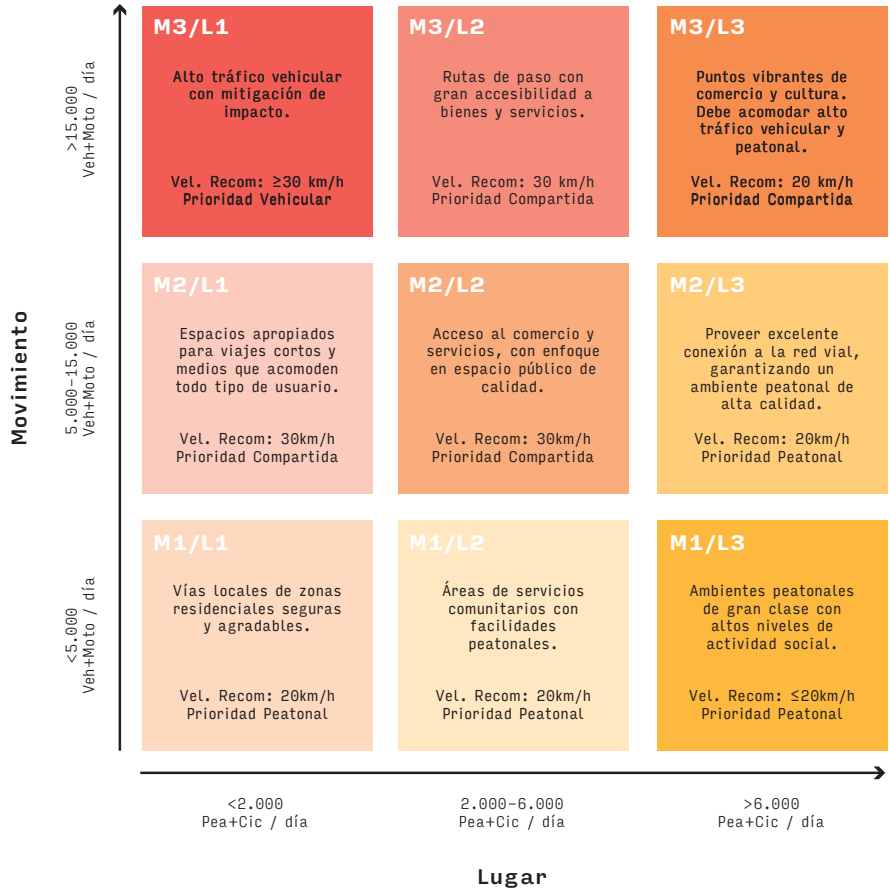 M3/L1
Alto tráfico vehicular
con mitigación de
impacto.
Vel. Recom: ≥30 km/h
Prioridad Vehicular
M3/L2
Rutas de paso con
gran accesibilidad a
bienes y servicios.
Vel. Recom: 30 km/h
Prioridad Compartida
M3/L3
Puntos vibrantes de
comercio y cultura.
Debe acomodar alto
tráfico vehicular y
peatonal.
Vel. Recom: 20 km/h
Prioridad Compartida
>15.000
Veh+Moto / día
M2/L1
Espacios apropiados
para viajes cortos y
medios que acomoden
todo tipo de usuario.
Vel. Recom: 30km/h
Prioridad Compartida
M2/L2
Acceso al comercio y
servicios, con enfoque
en espacio público de
calidad.
Vel. Recom: 30km/h
Prioridad Compartida
M2/L3
Proveer excelente
conexión a la red vial,
garantizando un
ambiente peatonal de
alta calidad.
Vel. Recom: 20km/h
Prioridad Peatonal
Movimiento
5.000-15.000
Veh+Moto / día
M1/L1
Vías locales de zonas
residenciales seguras
y agradables.
Vel. Recom: 20km/h
Prioridad Peatonal
M1/L2
Áreas de servicios
comunitarios con
facilidades
peatonales.
Vel. Recom: 20km/h
Prioridad Peatonal
M1/L3
Ambientes peatonales
de gran clase con
altos niveles de
actividad social.
Vel. Recom: ≤20km/h
Prioridad Peatonal
<5.000
Veh+Moto / día
<2.000
Pea+Cic / día
2.000-6.000
Pea+Cic / día
>6.000
Pea+Cic / día
Lugar